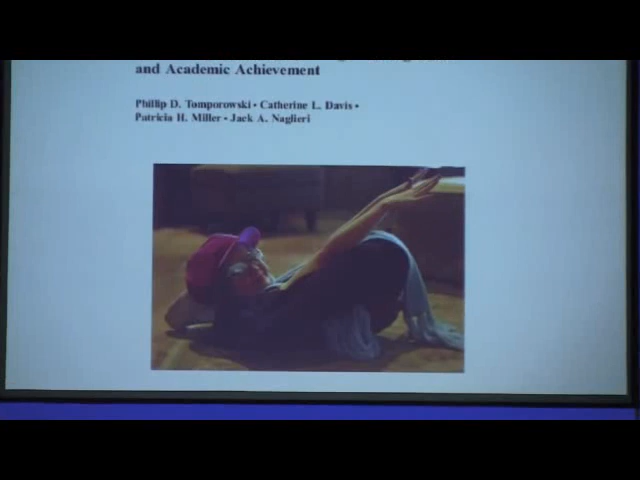 and Academic Achievement
Phillip D. Tomporowski • Catherine L. Davis •
Patricia H. Miller • Jack A. Naglieri